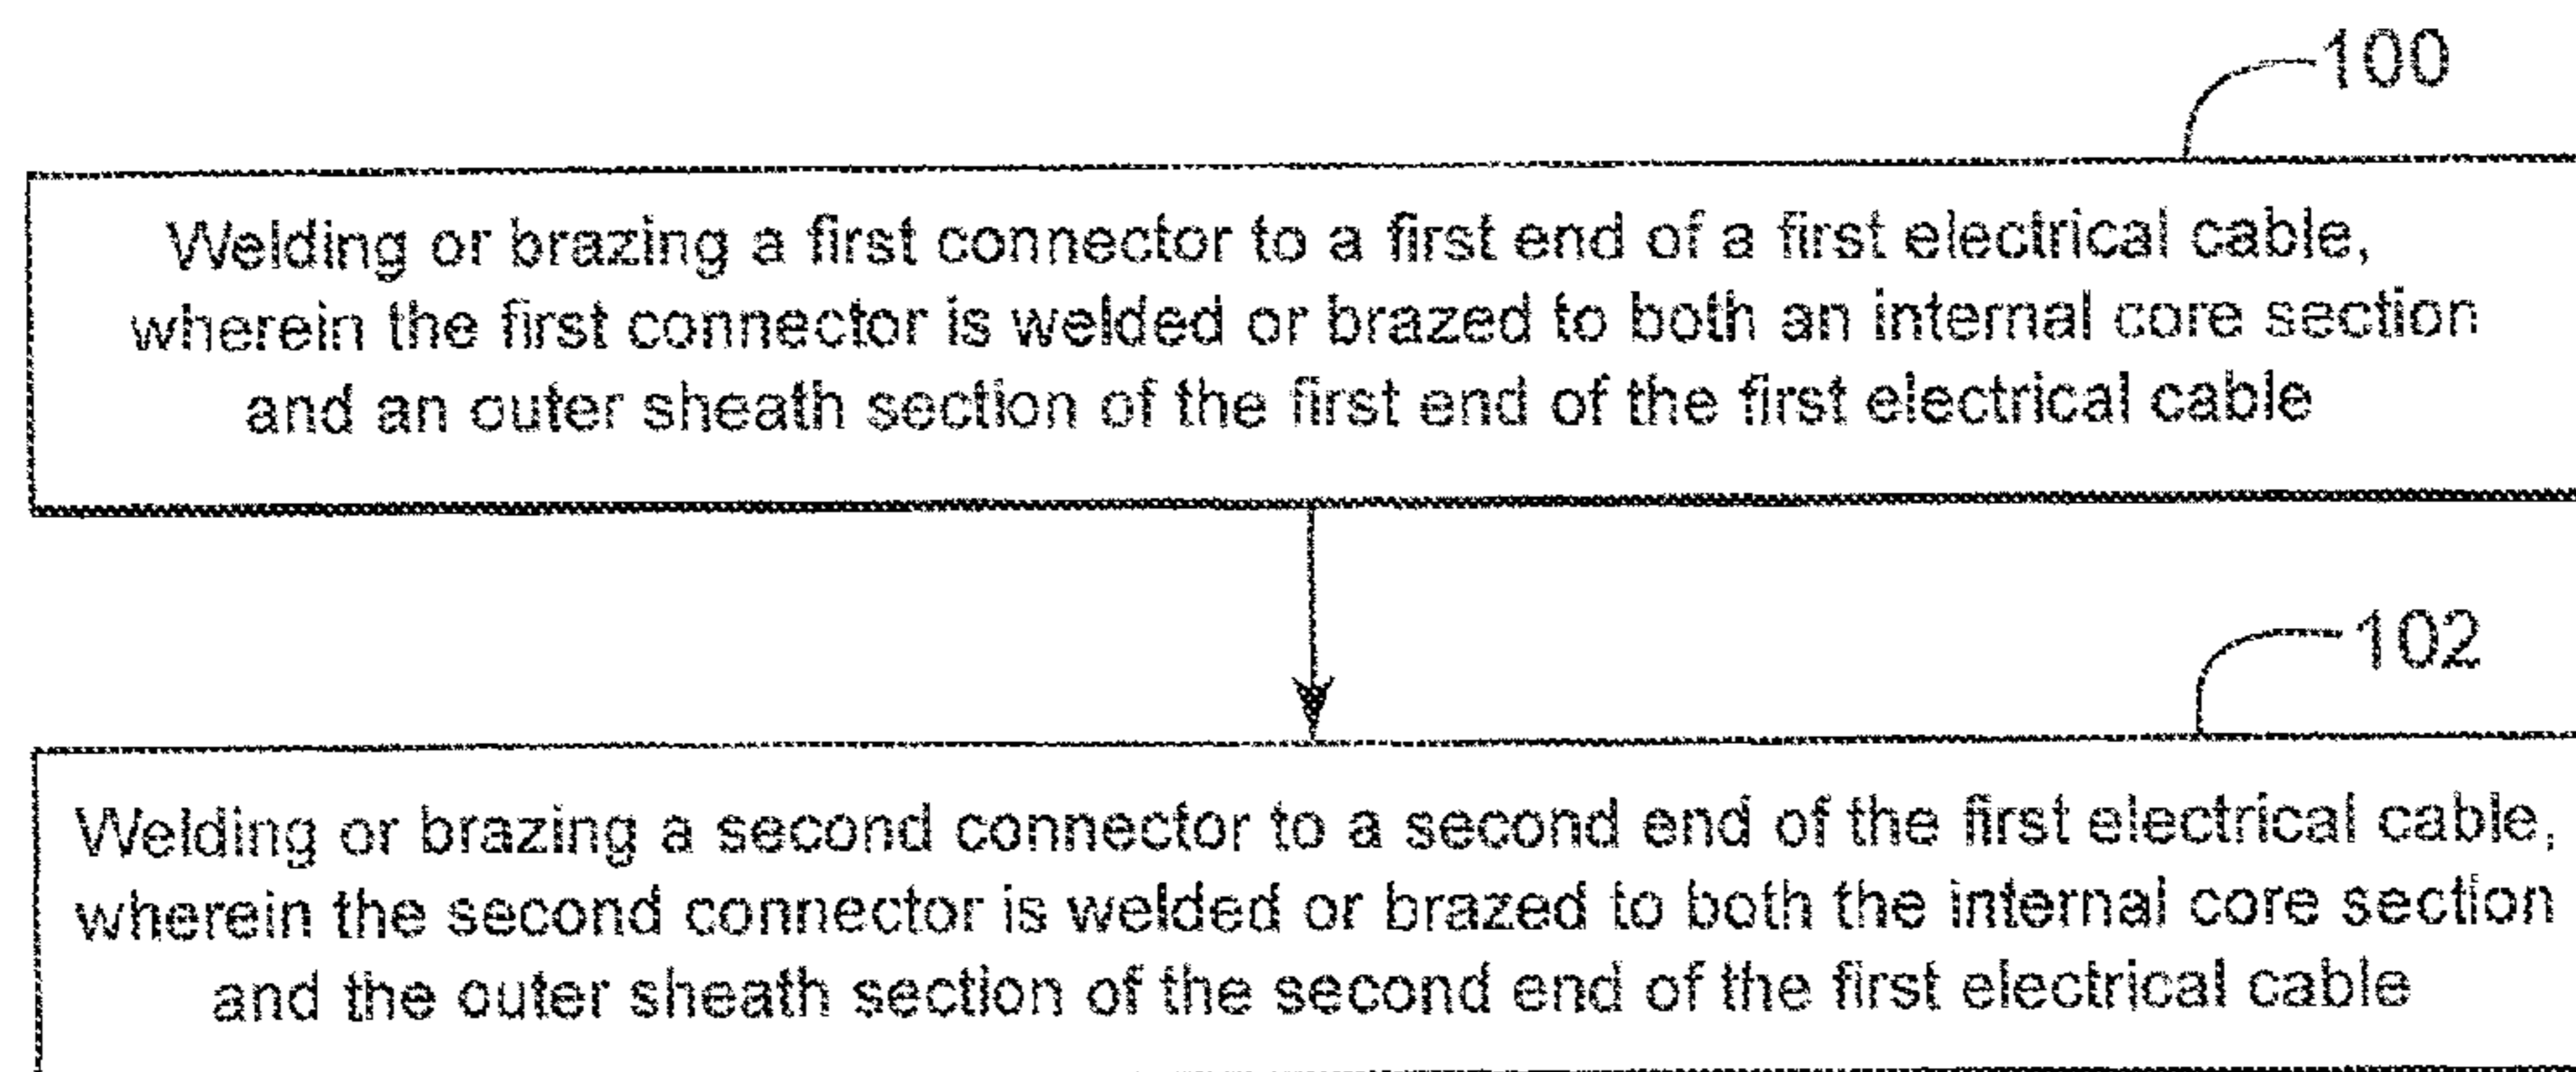 100
Welding or brazing a first connector to a first end of a first electrical cable,
wherein the first connector is welded or brazed to both an internal core section
and an outer sheath section of the first end of the first electrical cable
102
Welding or brazing a second connector to a second end of the first electrical cable,
wherein the second connector is welded or brazed to both the internal core section
and the outer sheath section of the second end of the first electrical cable